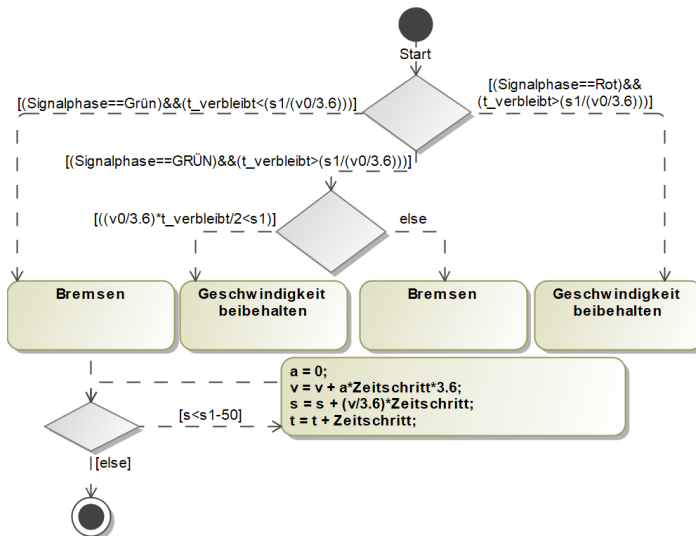 Start
[(Signalphase==Rot)&&
(t_verbleibt>(s1/(v0/3.6)))]
[(Signalphase==Grün)&&(t_verbleibt<(s1/(v0/3.6)))]
[(Signalphase==GRÜN)&&(t_verbleibt>(s1/(v0/3.6)))]
[((v0/3.6)*t_verbleibt/2<s1)]
else
Bremsen
Geschwindigkeit
beibehalten
Bremsen
Geschwindigkeit
beibehalten
a = 0;
v = v + a*Zeitschritt*3.6;
s = s + (v/3.6)*Zeitschritt;
t = t + Zeitschritt;
[s<s1-50]
[else]